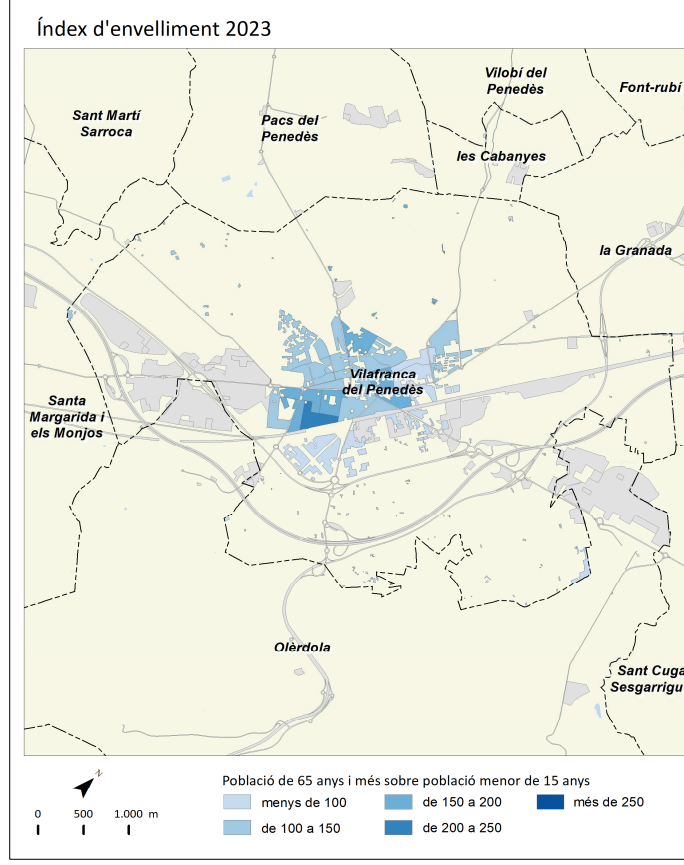 Índex d'envelliment 2023
Vilobí del
Penedès
Font-rubí
Sant Martí
Sarroca
Pacs del
Penedès
les Cabanyes
la Granada
Vilafranca
del Penedès
Santa
Margarida i
els Monjos
Olèrdola
Sant Cuga
Sesgarrigu
N
Població de 65 anys i més sobre població menor de 15 anys
0 500 1.000 m
menys de 100
de 150 a 200
més de 250
de 100 a 150
de 200 a 250